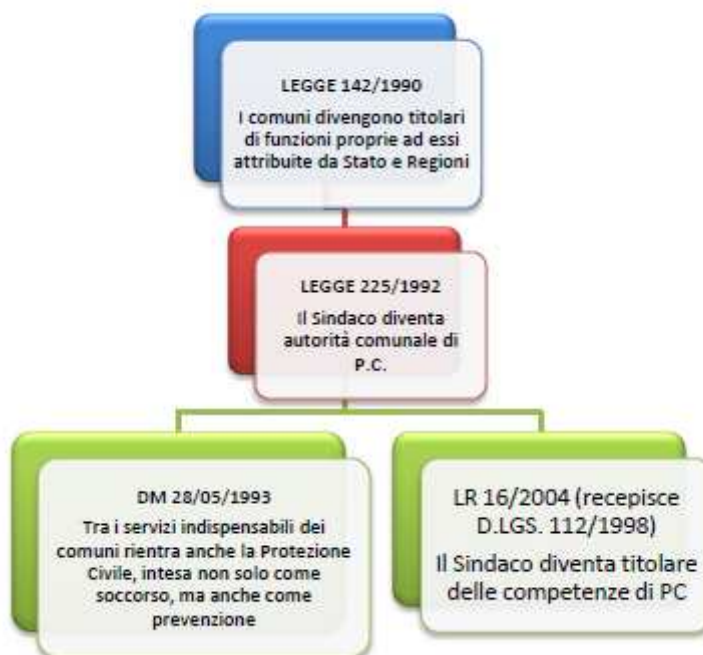 LEGGE 142/1990
I comuni divengono titolari
di funzioni proprie ad essi
attribuite da Stato e Regioni
LEGGE 225/1992
Il Sindaco diventa
autorità comunale di
P.C.
DM 28/05/1993
Tra i servizi indispensabili dei
comuni rientra anche la Protezione
Civile, intesa non solo come
soccorso, ma anche come
prevenzione
LR 16/2004 (recepisce
D.LGS. 112/1998)
Il Sindaco diventa titolare
delle competenze di PC